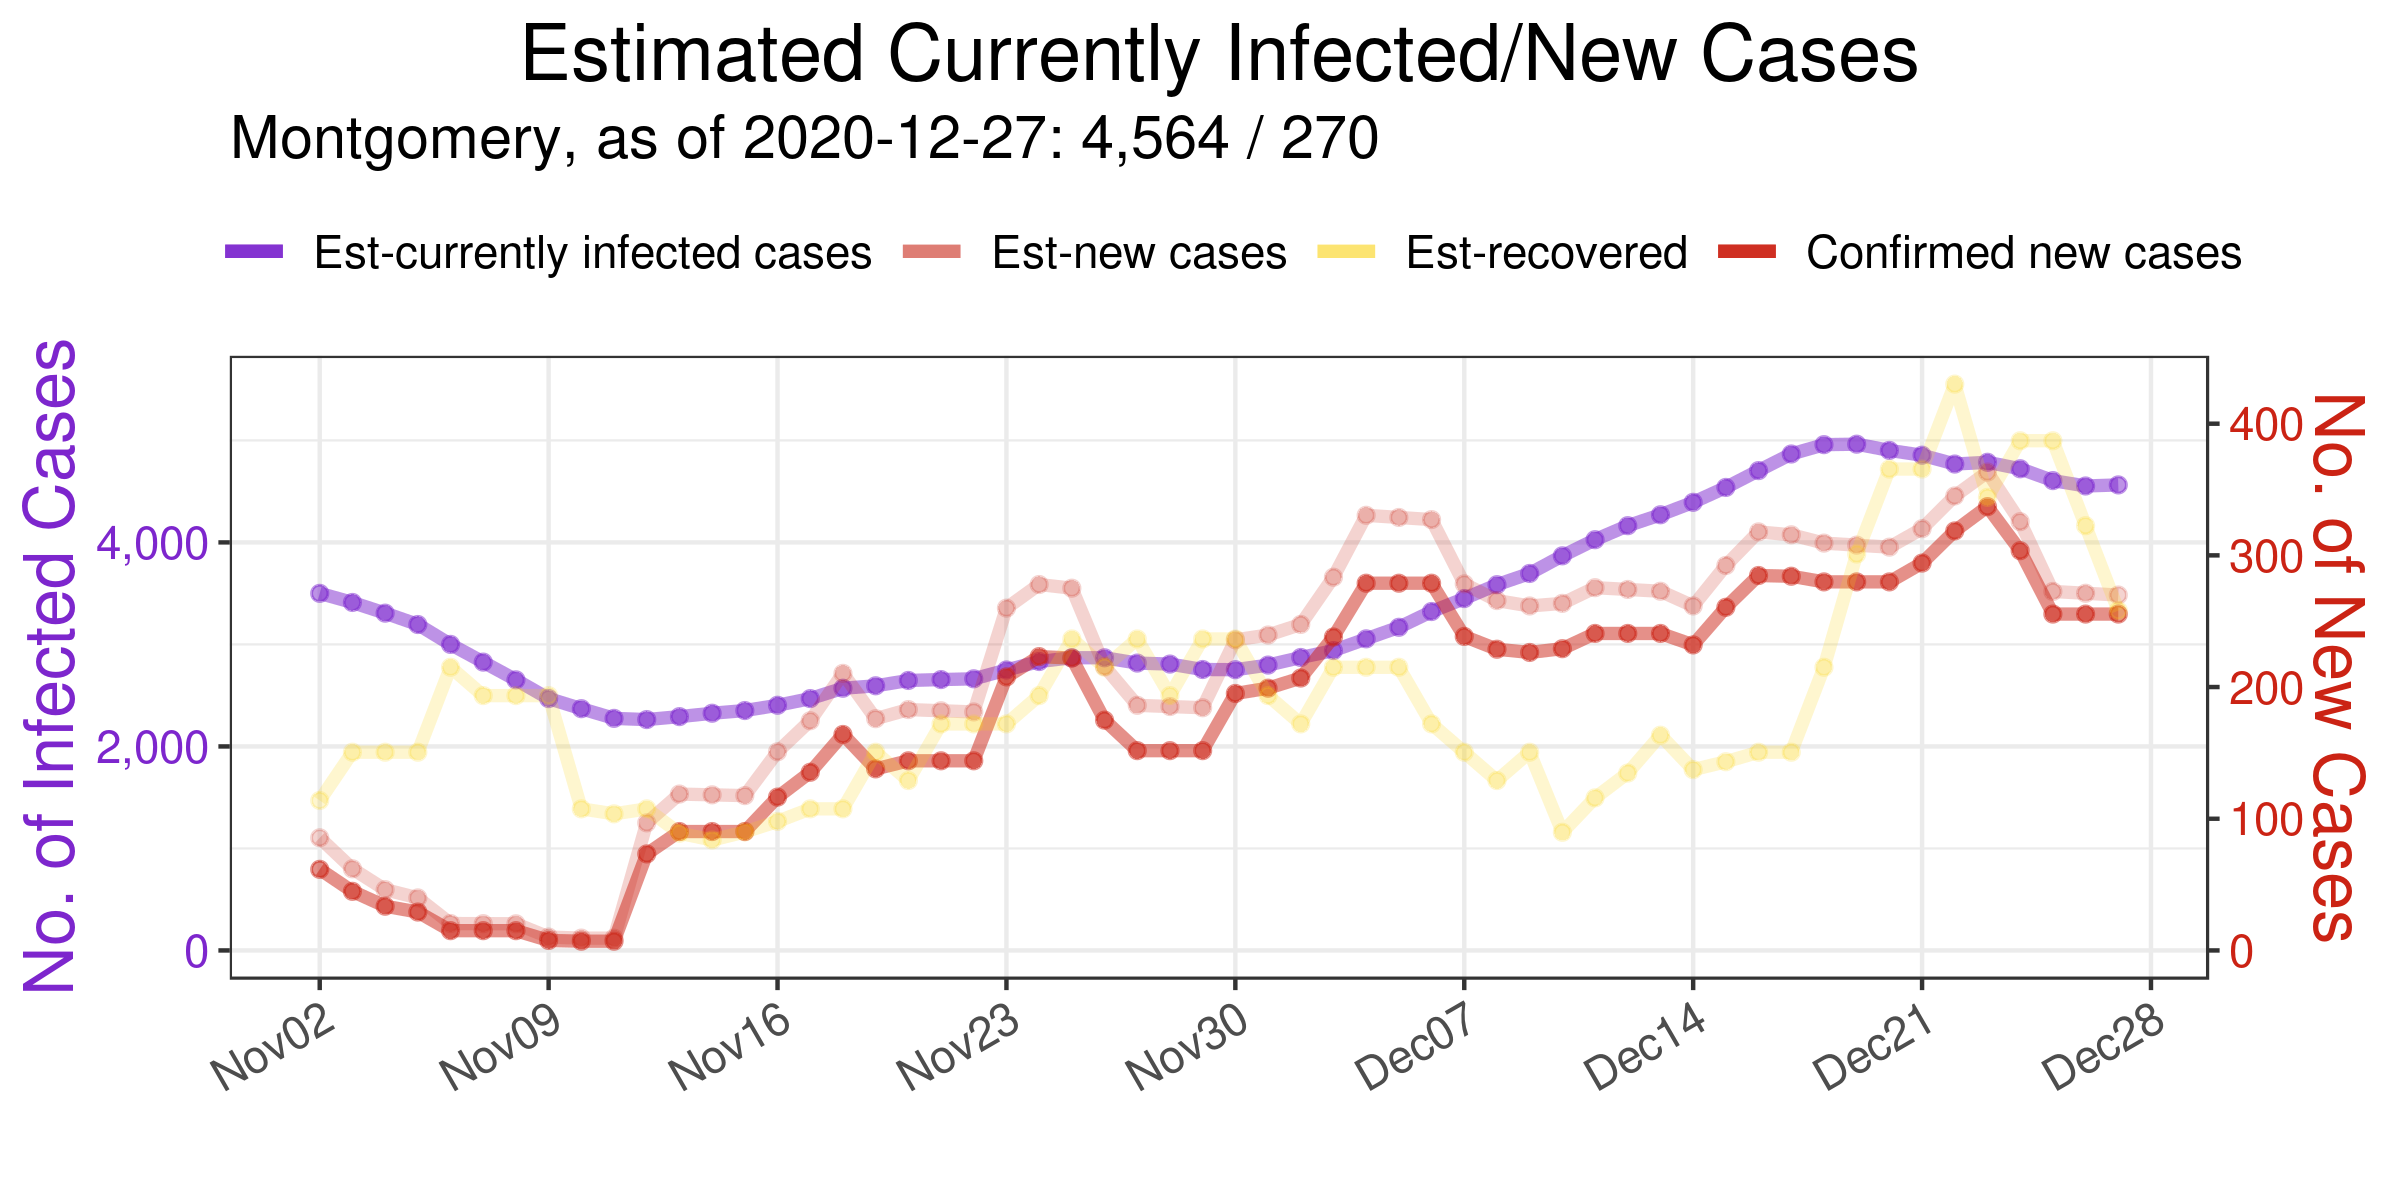 Estimated Currently Infected/New Cases
Montgomery, as of 2020-12-27: 4,564 / 270
Est-currently infected cases Est-new cases Est-recovered Confirmed new cases
No. of Infected Cases
4,000
2,000
0
No. of New Cases
400
300
200
100
0
Nov02 Nov09 Nov16 Nov23 Nov30 Dec07 Dec14 Dec21 Dec28